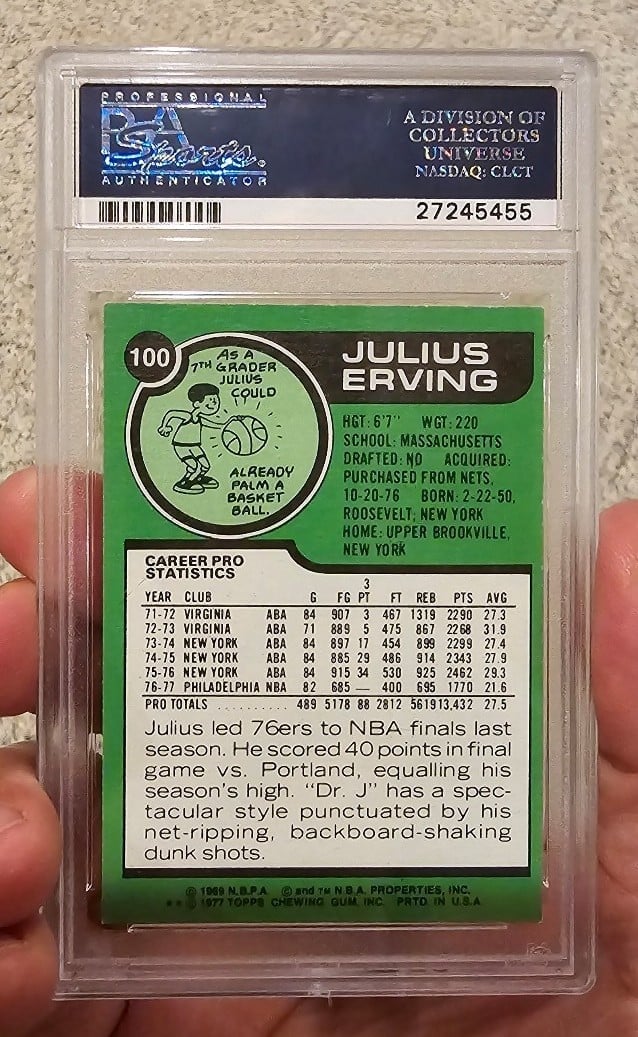 PROFESSIONAL
PSA
Sports
AUTHENTICATOR
A DIVISION OF
COLLECTORS
UNIVERSE
NASDAQ: CLCT
27245455
100
AS A
7TH GRADER
JULIUS
COULD
ALREADY
PALM A
BASKET
BALL.
JULIUS
ERVING
HGT: 6'7" WGT: 220
SCHOOL: MASSACHUSETTS
DRAFTED: NO ACQUIRED:
PURCHASED FROM NETS,
10-20-76 BORN: 2-22-50,
ROOSEVELT, NEW YORK
HOME: UPPER BROOKVILLE,
NEW YORK
CAREER PRO
STATISTICS
YEAR CLUB G FG 3 PT FT REB PTS AVG
71-72 VIRGINIA ABA 84 907 3 467 1319 2290 27.3
72-73 VIRGINIA ABA 71 889 5 475 867 2268 31.9
73-74 NEW YORK ABA 84 897 17 454 899 2299 27.4
74-75 NEW YORK ABA 84 885 29 486 914 2343 27.9
75-76 NEW YORK ABA 84 915 34 530 925 2462 29.3
76-77 PHILADELPHIA NBA 82 685 — 400 695 1770 21.6
PRO TOTALS .......... 489 5178 88 2812 5619 13,432 27.5
Julius led 76ers to NBA finals last
season. He scored 40 points in final
game vs. Portland, equalling his
season's high. "Dr. J" has a spec-
tacular style punctuated by his
net-ripping, backboard-shaking
dunk shots.
© 1969 N.B.P.A. © and TM N.B.A. PROPERTIES, INC.
* * © 1977 TOPPS CHEWING GUM, INC. PRTD IN U.S.A.